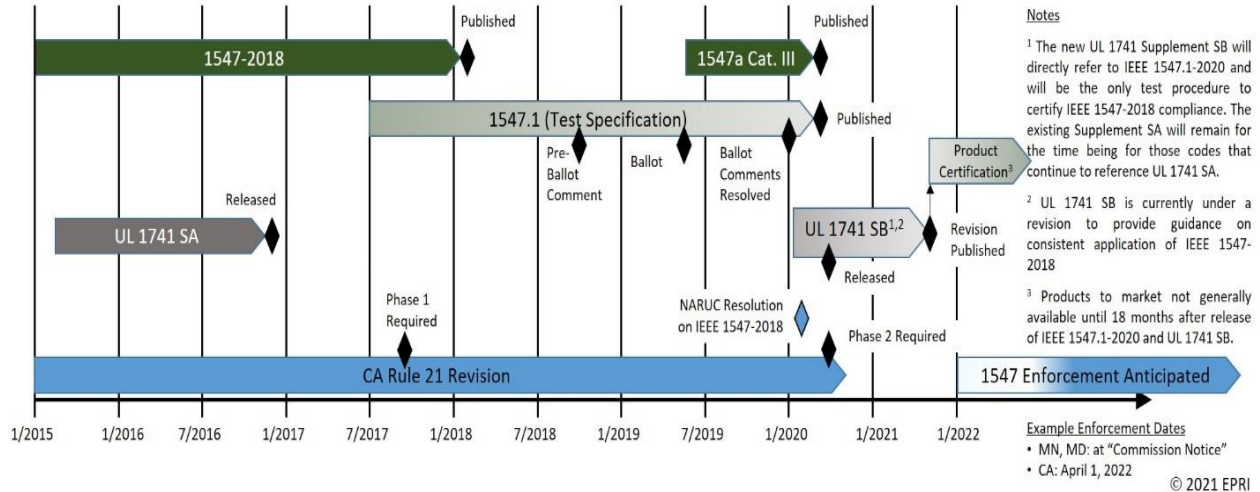 Published
Published
1547-2018
1547a Cat. III
1547.1 (Test Specification)
Published
Pre-
Ballot
Comment
Ballot
Ballot
Comments
Resolved
Product
Certification³
Released
UL 1741 SA
UL 1741 SB¹,²
Revision
Published
Released
Phase 1
Required
NARUC Resolution
on IEEE 1547-2018
Phase 2 Required
CA Rule 21 Revision
1547 Enforcement Anticipated
1/2015
1/2016
7/2016
1/2017
7/2017
1/2018
1/2018
1/2019
7/2019
1/2020
1/2021
1/2022
Notes
¹ The new UL 1741 Supplement SB will
directly refer to IEEE 1547.1-2020 and
will be the only test procedure to
certify IEEE 1547-2018 compliance. The
existing Supplement SA will remain for
the time being for those codes that
continue to reference UL 1741 SA.
² UL 1741 SB is currently under a
revision to provide guidance on
consistent application of IEEE 1547-
2018
³ Products to market not generally
available until 18 months after release
of IEEE 1547.1-2020 and UL 1741 SB.
Example Enforcement Dates
• MN, MD: at “Commission Notice”
• CA: April 1, 2022
© 2021 EPRI